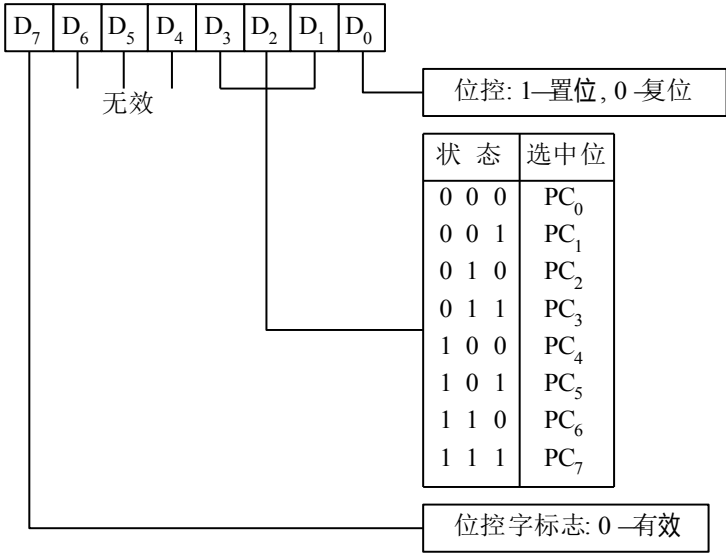 D7 D6 D5 D4 D3 D2 D1 D0
无效
位控: 1—置位, 0—复位
状 态 选中位
0 0 0 PC0
0 0 1 PC1
0 1 0 PC2
0 1 1 PC3
1 0 0 PC4
1 0 1 PC5
1 1 0 PC6
1 1 1 PC7
位控字标志: 0—有效